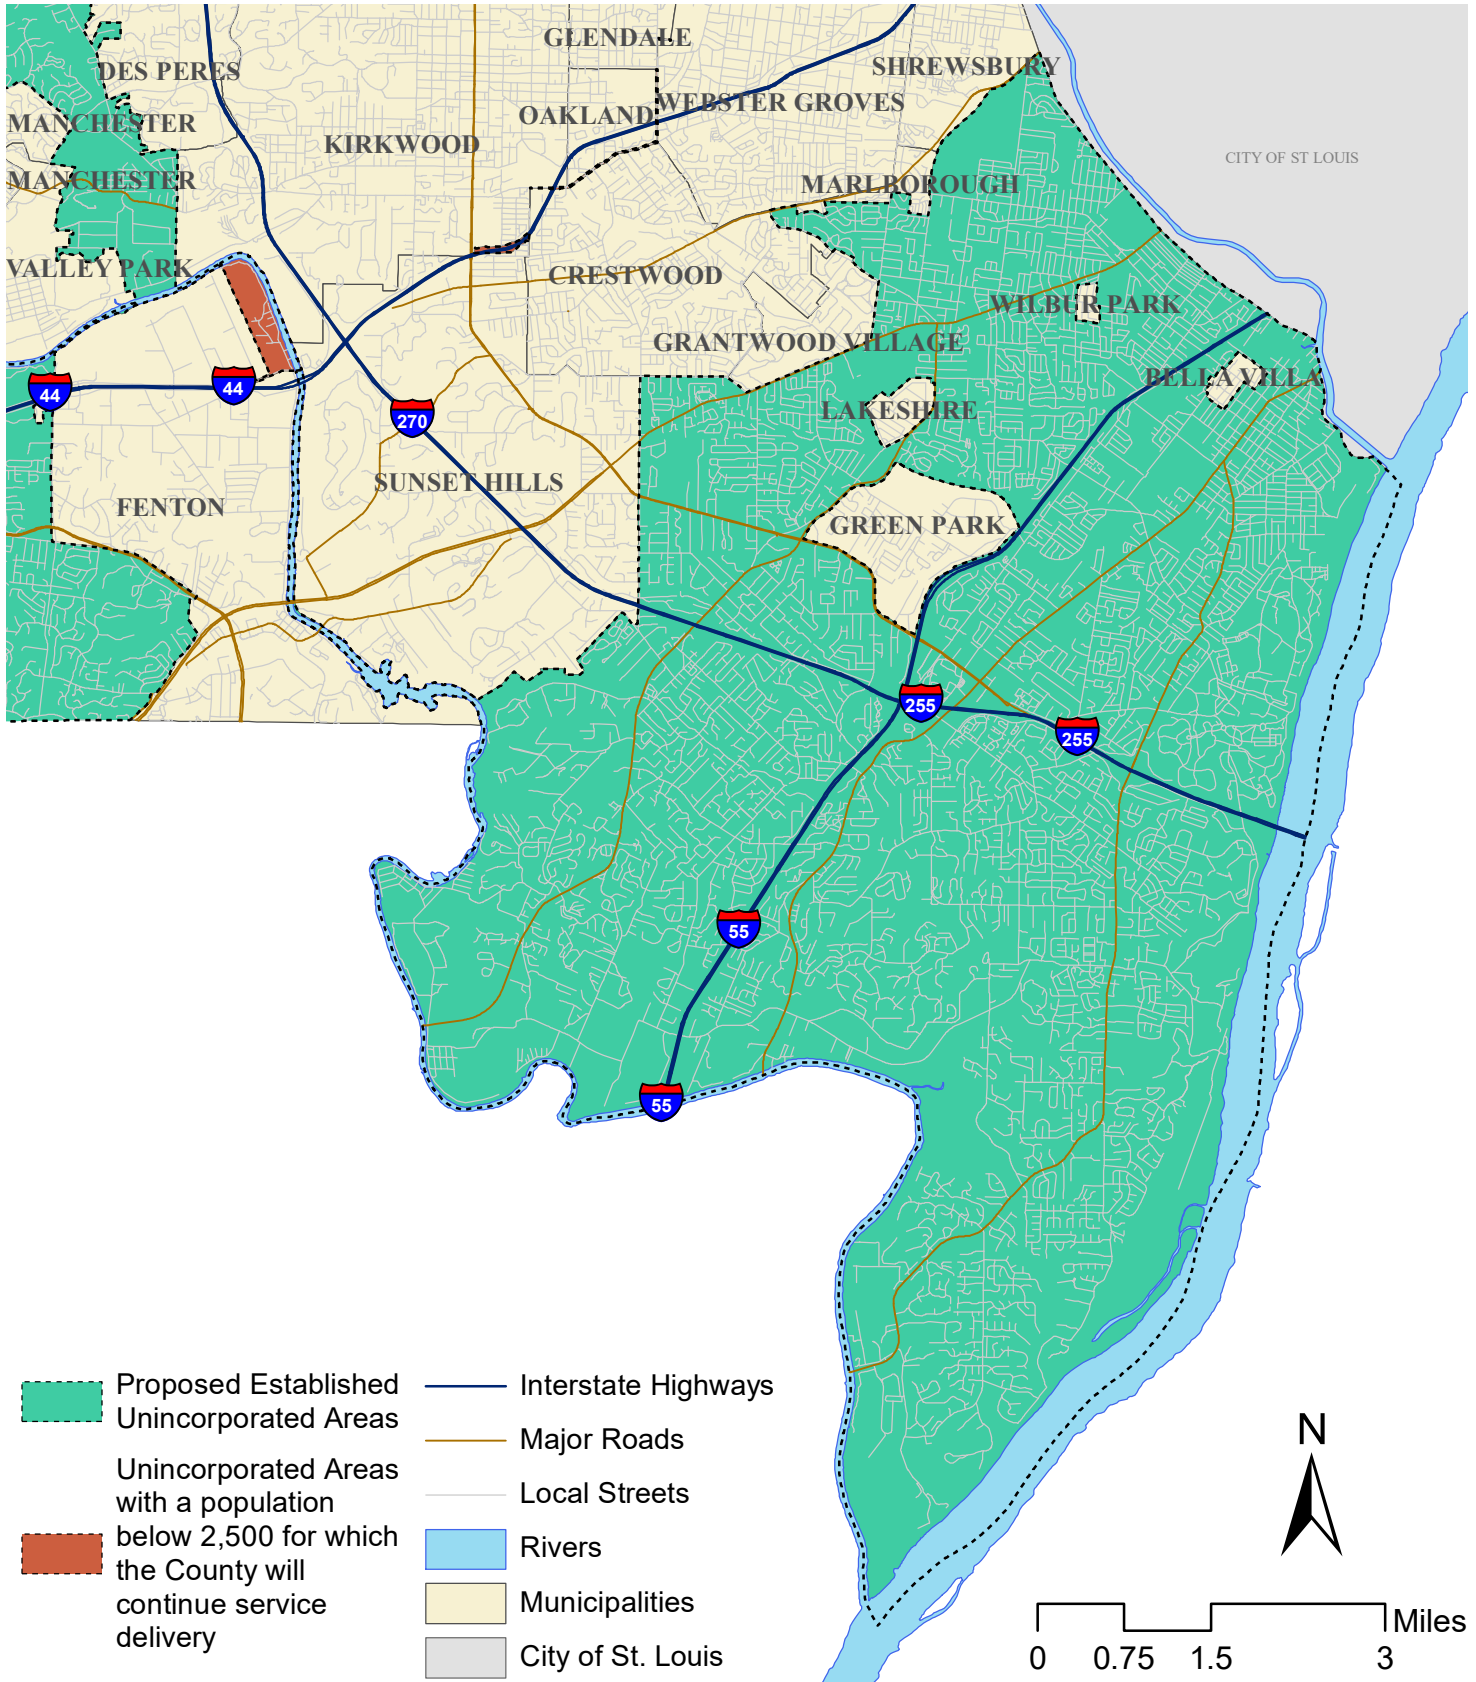 GLENDALE
DES PERES
SHREWSBURY
WEBSTER GROVES
OAKLAND
MANCHESTER
KIRKWOOD
CITY OF ST LOUIS
MANCHESTER
MARLBOROUGH
VALLEY PARK
CRESTWOOD
WILBUR PARK
GRANTWOOD VILLAGE
BELLA VILLA
44
44
270
LAKESHIRE
SUNSET HILLS
FENTON
GREEN PARK
255
255
55
55
Proposed Established
Unincorporated Areas
Unincorporated Areas
with a population
below 2,500 for which
the County will
continue service
delivery
Interstate Highways
Major Roads
Local Streets
Rivers
Municipalities
City of St. Louis
N
Miles
0 0.75 1.5 3